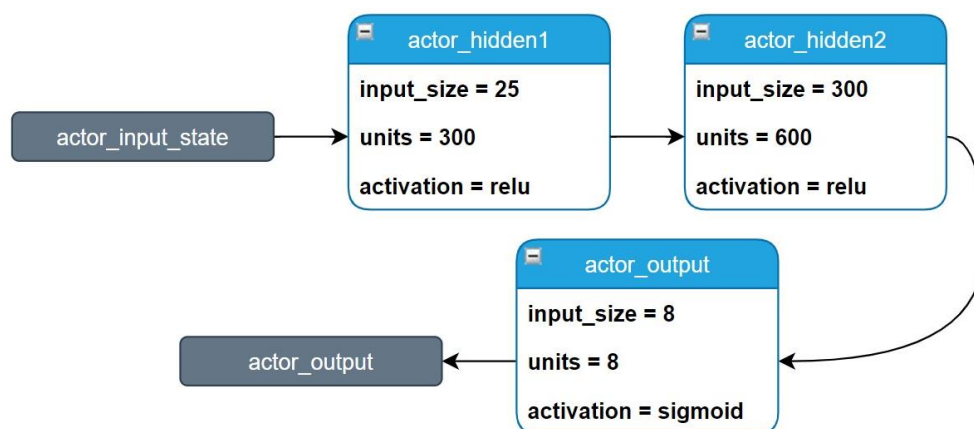 actor_input_state
actor_hidden1
input_size = 25
units = 300
activation = relu
actor_hidden2
input_size = 300
units = 600
activation = relu
actor_output
input_size = 8
units = 8
activation = sigmoid
actor_output